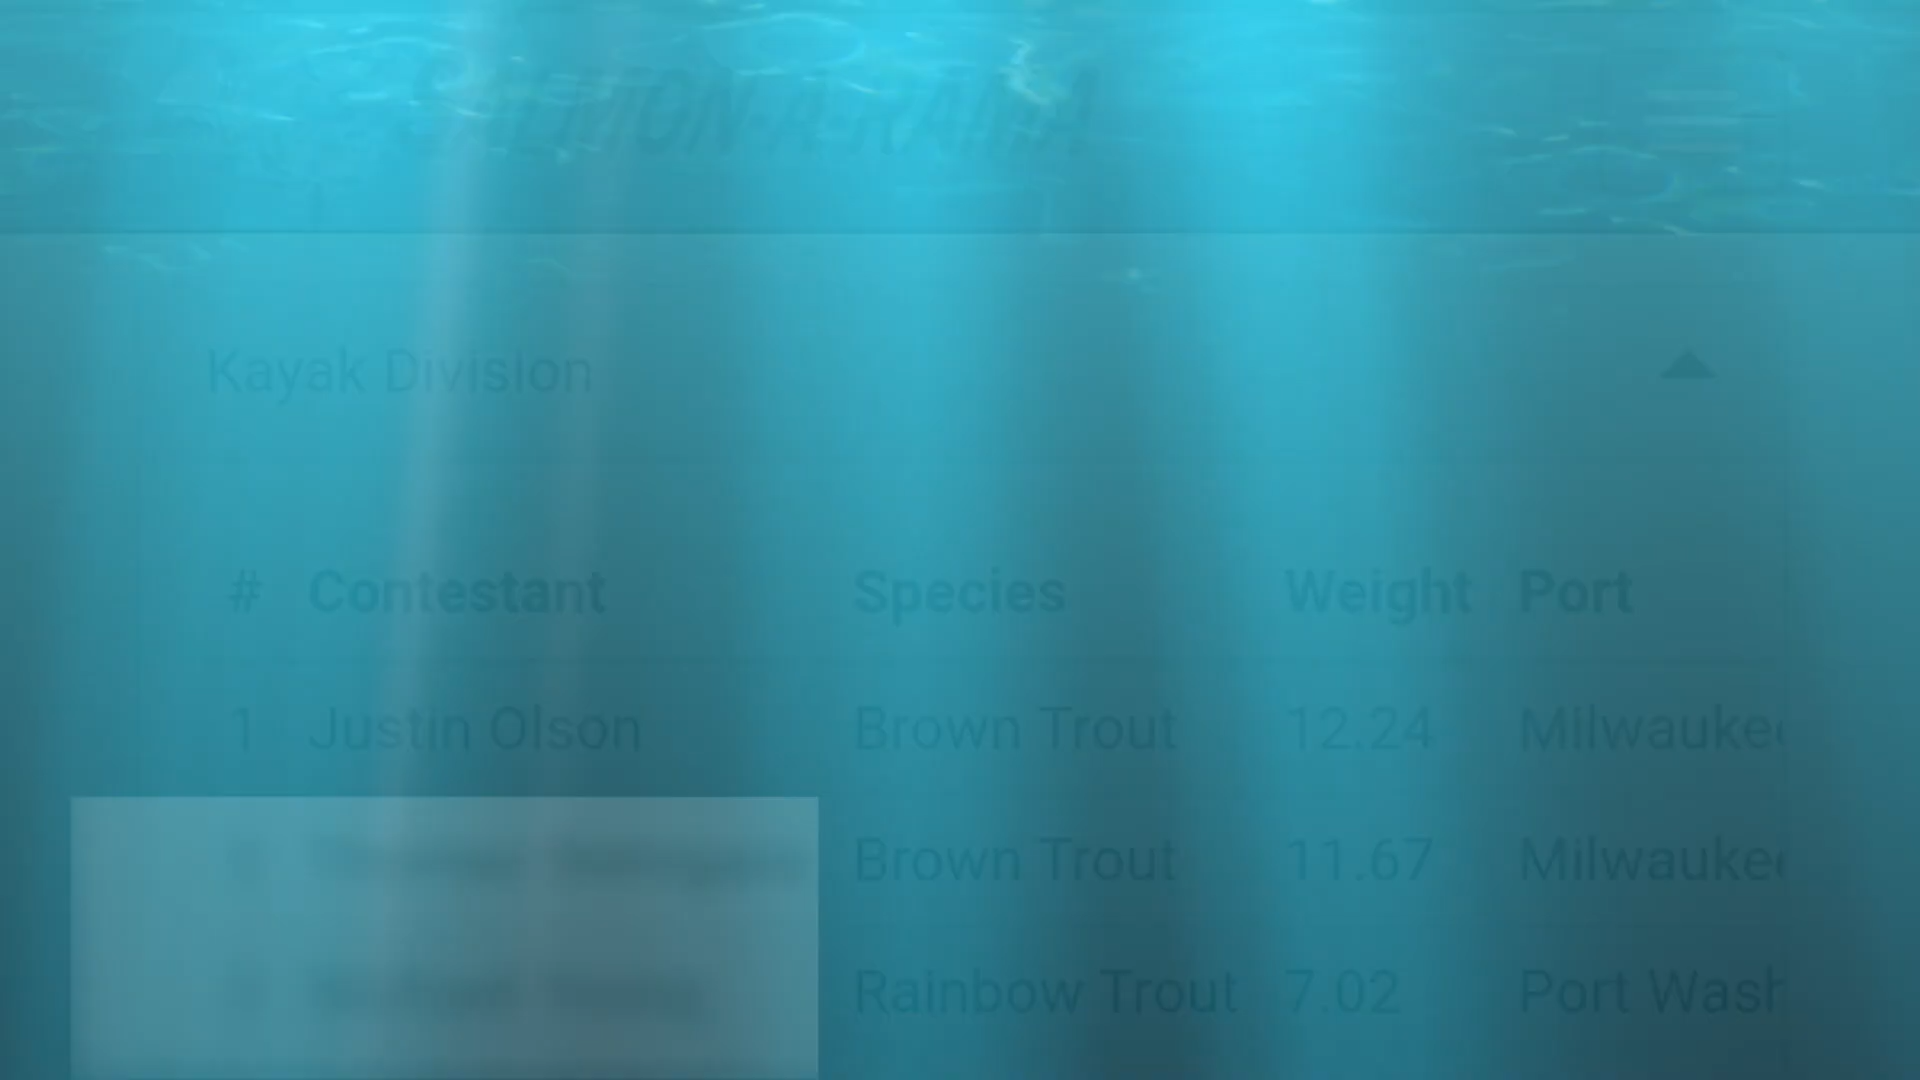 Kayak Division
# Contestant Species Weight Port
1 Justin Olson Brown Trout 12.24 Milwauke
Brown Trout 11.67 Milwauke
Rainbow Trout 7.02 Port Wash